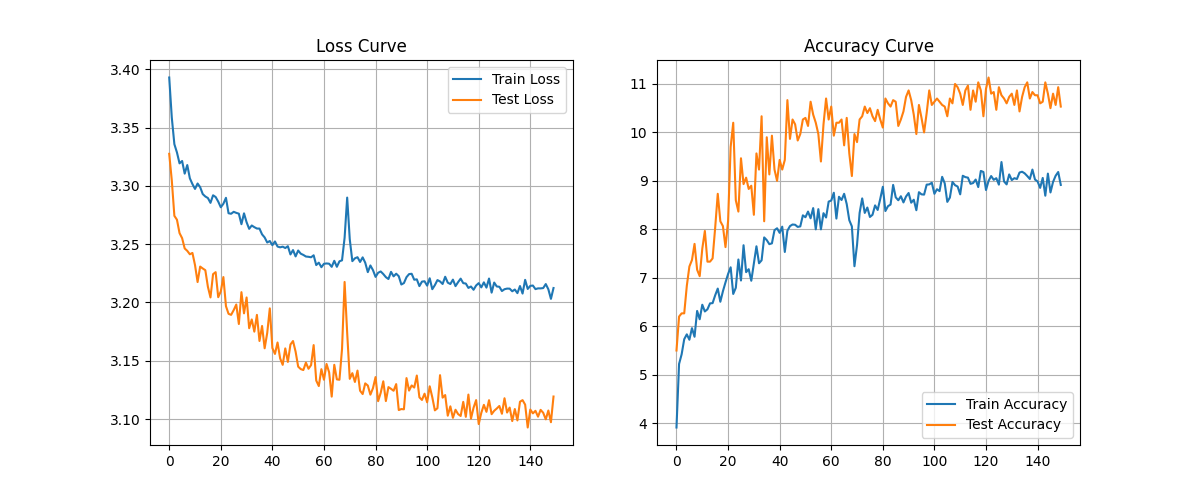 Loss Curve
3.40
3.35
3.30
3.25
3.20
3.15
3.10
0 20 40 60 80 100 120 140
Train Loss
Test Loss
Accuracy Curve
11
10
9
8
7
6
5
4
0 20 40 60 80 100 120 140
Train Accuracy
Test Accuracy